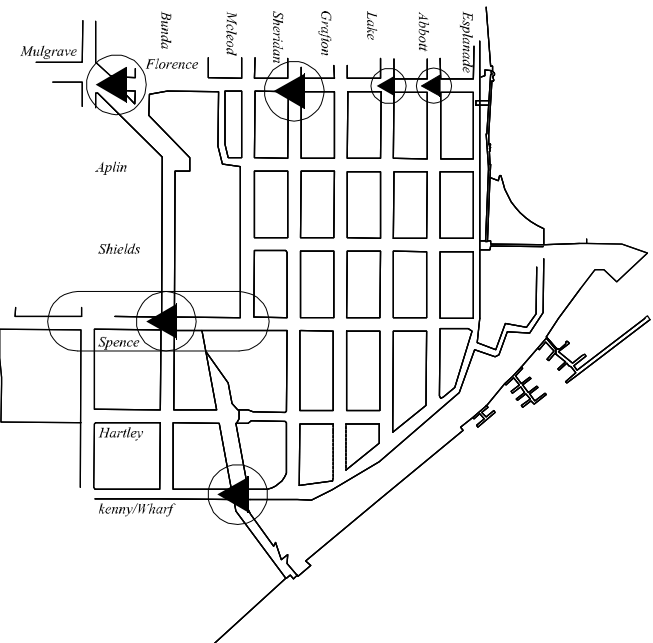 Bunda
Mcleod
Sheridan
Grafton
Lake
Abbott
Esplanade
Mulgrave
Florence
Aplin
Shields
Spence
Hartley
kenny/Wharf